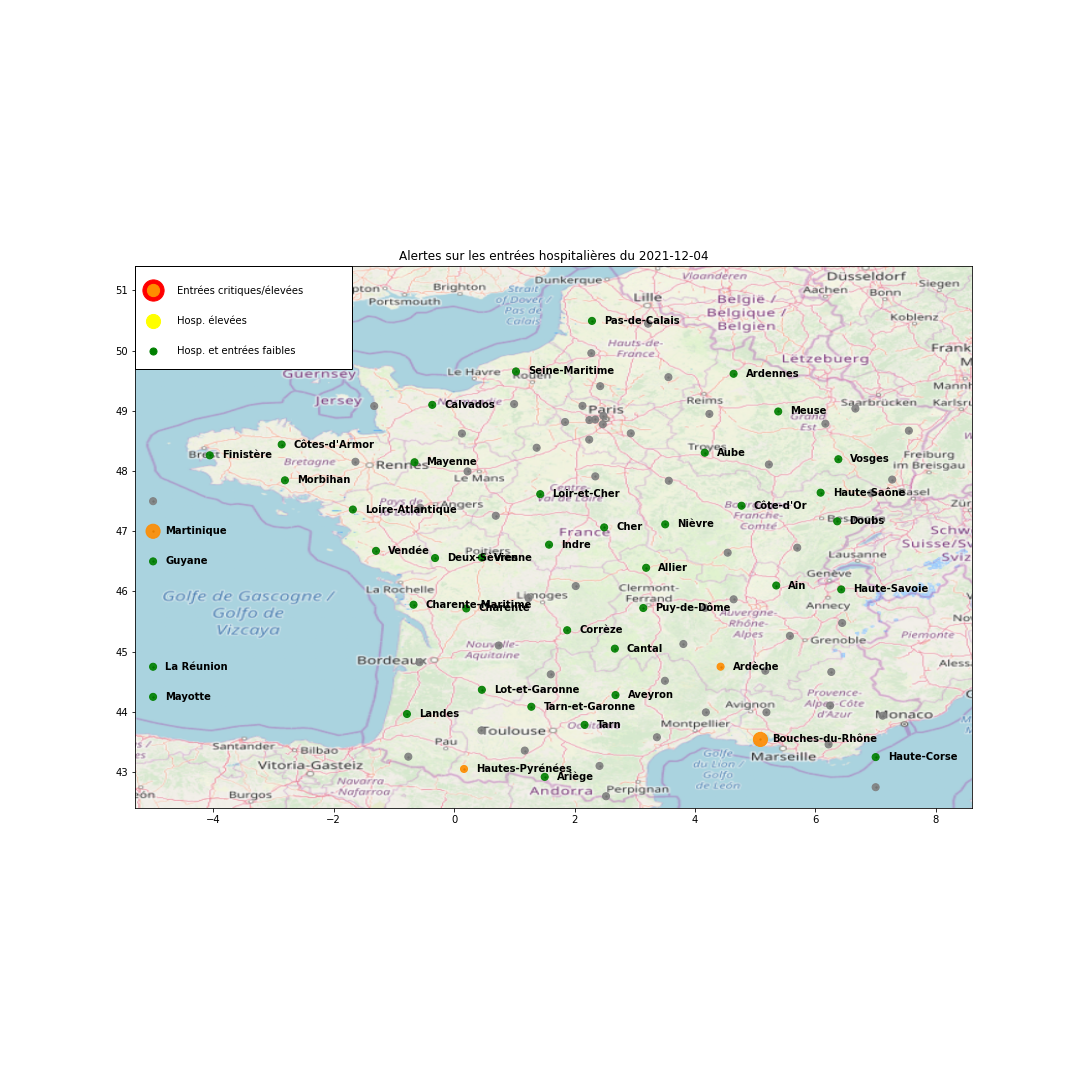 Alertes sur les entrées hospitalières du 2021-12-04
Entrées critiques/élevées
Hosp. élevées
Hosp. et entrées faibles
51
50
49
48
47
46
45
44
43
−4
−2
0
2
4
6
8
Dunkerque
Vlaanderen
Düsseldorf
Aachen
Bonn
Siegen
Brighton
Portsmouth
Strait
of Dover /
Pas de
Calais
Lille
België /
Belgique /
Belgien
Koblenz
Pas-de-Calais
Hauts-de-
France
Lëtzebuerg
Guernsey
Le Havre
Seine-Maritime
Rouen
Ardennes
Jersey
Calvados
Paris
Reims
Meuse
Saarbrücken
Grand
Est
Côtes-d'Armor
Brest
Finistère
Bretagne
Rennes
Mayenne
Troyes
Aube
Vosges
Freiburg
im Breisgau
Morbihan
Le Mans
Loir-et-Cher
Centre-
Val de Loire
Haute-Saône
Basel
Pays de
la Loire
Angers
Loire-Atlantique
Côte-d'Or
Bourgogne-
Franche-
Comté
Martinique
France
Cher
Nièvre
Doubs
Vendée
Poitiers
Deux-Sèvres
Vienne
Indre
Lausanne
Guyane
Allier
Genève
La Rochelle
Limoges
Clermont-
Ferrand
Ain
Haute-Savoie
Golfe de Gascogne /
Golfo de
Vizcaya
Charente-Maritime
Charente
Puy-de-Dôme
Annecy
Auvergne-
Rhône-
Alpes
Corrèze
Grenoble
Piemonte
Nouvelle-
Aquitaine
Cantal
La Réunion
Bordeaux
Ardèche
Mayotte
Lot-et-Garonne
Aveyron
Provence-
Alpes-Côte
d'Azur
Landes
Tarn-et-Garonne
Avignon
Monaco
Tarn
Montpellier
Toulouse
Santander
Bilbao
Pau
Bouches-du-Rhône
Marseille
Haute-Corse
Vitoria-Gasteiz
Hautes-Pyrénées
Ariège
Golfe
du Lion /
Golfo
de León
Navarra
- Nafarroa
Burgos
Andorra
Perpignan